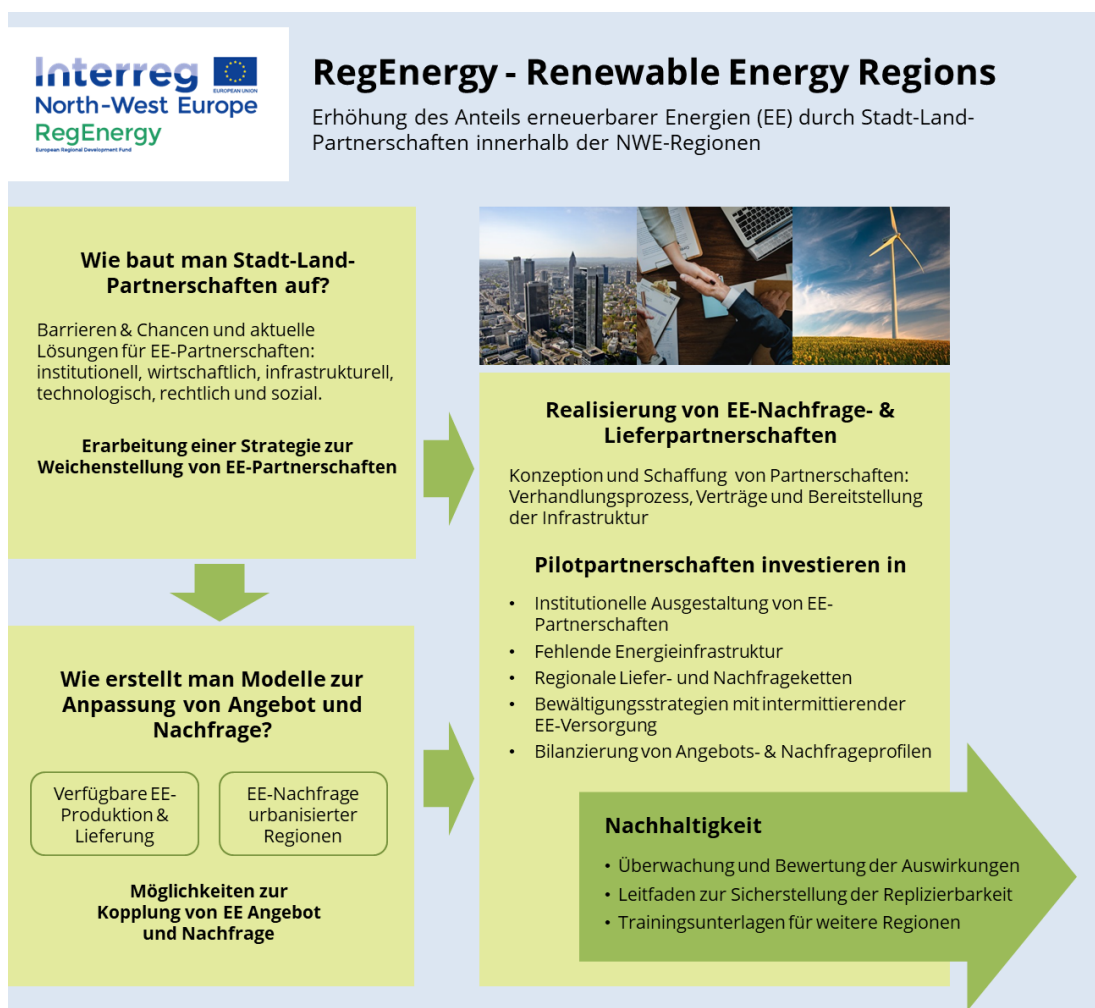 Interreg
EUROPEAN UNION
North-West Europe
RegEnergy
European Regional Development Fund
RegEnergy - Renewable Energy Regions
Erhöhung des Anteils erneuerbarer Energien (EE) durch Stadt-Land-
Partnerschaften innerhalb der NWE-Regionen
Wie baut man Stadt-Land-
Partnerschaften auf?
Barrieren & Chancen und aktuelle
Lösungen für EE-Partnerschaften:
institutionell, wirtschaftlich, infrastrukturell,
technologisch, rechtlich und sozial.
Erarbeitung einer Strategie zur
Weichenstellung von EE-Partnerschaften
Wie erstellt man Modelle zur
Anpassung von Angebot und
Nachfrage?
Verfügbare EE-
Produktion &
Lieferung
EE-Nachfrage
urbanisierter
Regionen
Möglichkeiten zur
Kopplung von EE Angebot
und Nachfrage
Realisierung von EE-Nachfrage- &
Lieferpartnerschaften
Konzeption und Schaffung von Partnerschaften:
Verhandlungsprozess, Verträge und Bereitstellung
der Infrastruktur
Pilotpartnerschaften investieren in
• Institutionelle Ausgestaltung von EE-
Partnerschaften
• Fehlende Energieinfrastruktur
• Regionale Liefer- und Nachfrageketten
• Bewältigungsstrategien mit intermittierender
EE-Versorgung
• Bilanzierung von Angebots- & Nachfrageprofilen
Nachhaltigkeit
• Überwachung und Bewertung der Auswirkungen
• Leitfaden zur Sicherstellung der Replizierbarkeit
• Trainingsunterlagen für weitere Regionen